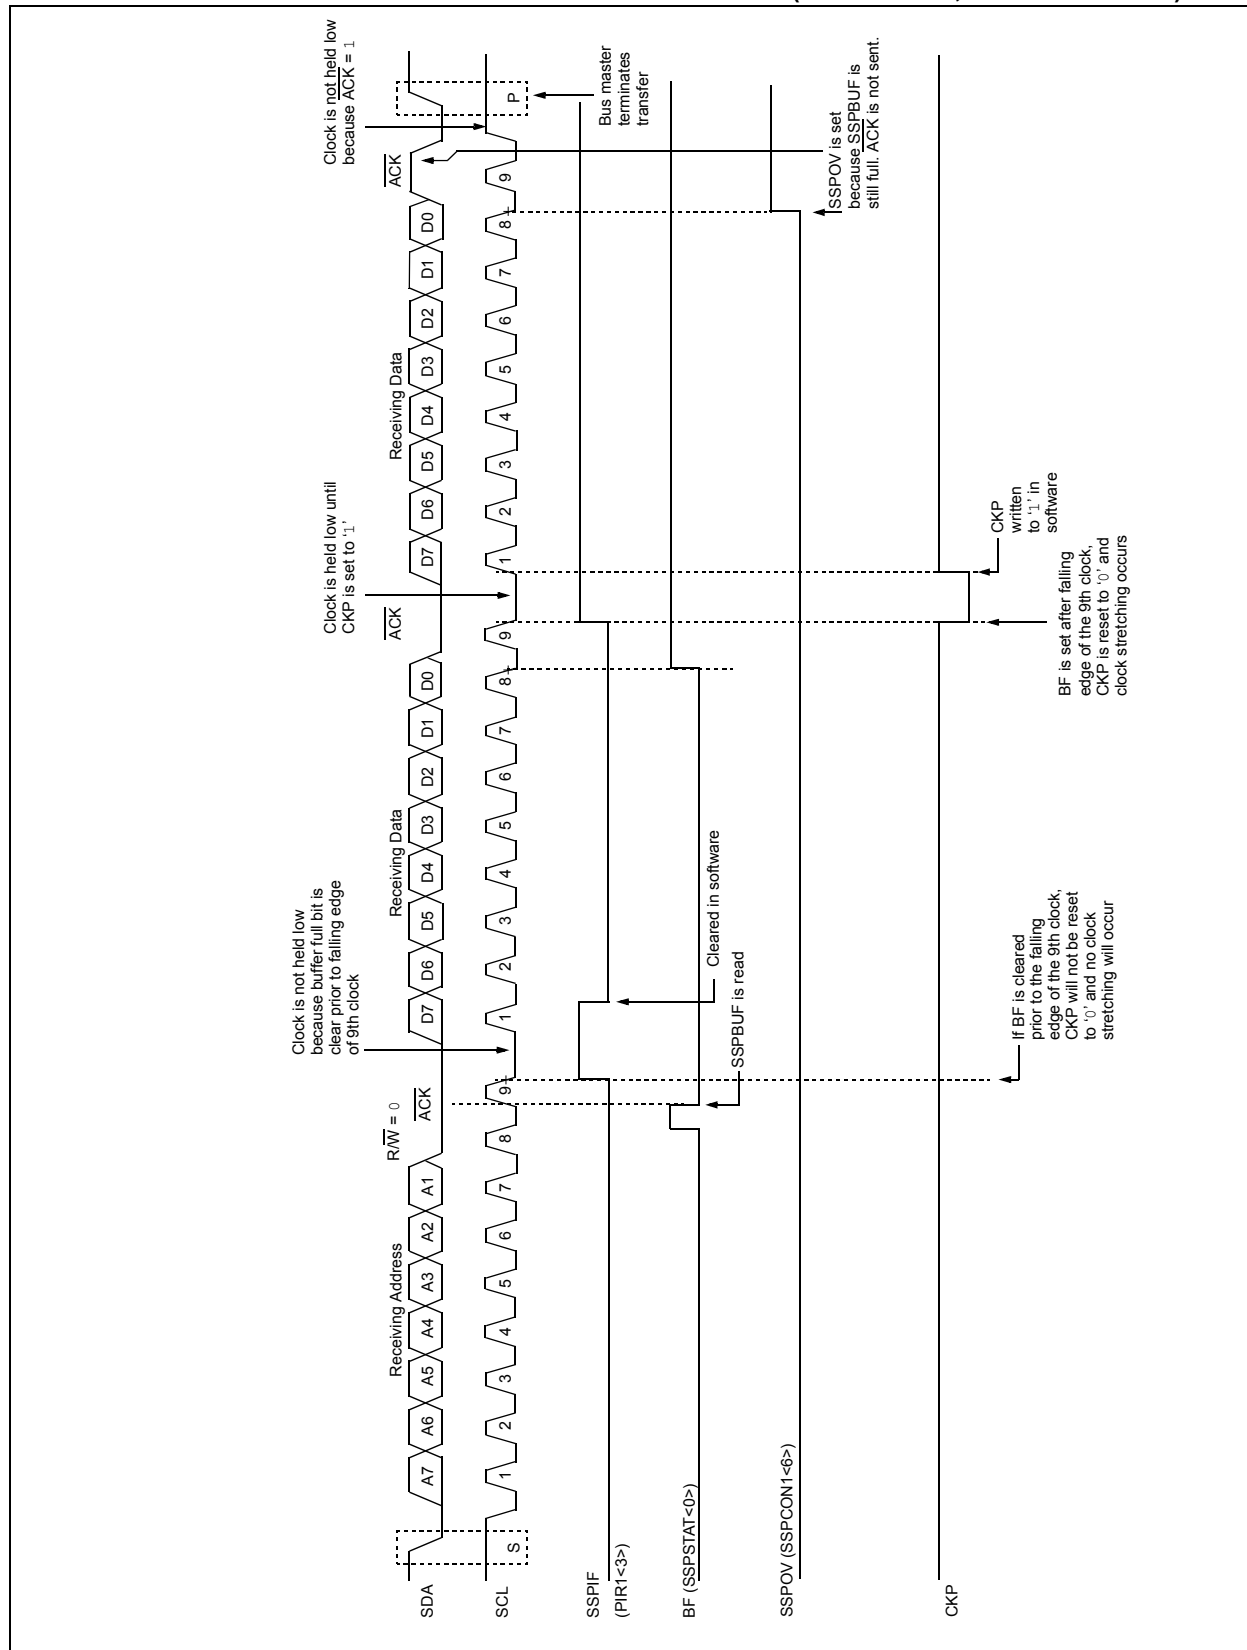 Clock is not held low
because buffer full bit is
clear prior to falling edge
of 9th clock
Clock is held low until
CKP is set to ‘1’
Clock is not held low
because A̅C̅K̅ = 1
Receiving Address
R/W̅ = 0
A̅C̅K̅
Receiving Data
A̅C̅K̅
Receiving Data
A̅C̅K̅
SDA
A7 A6 A5 A4 A3 A2 A1
D7 D6 D5 D4 D3 D2 D1 D0
D7 D6 D5 D4 D3 D2 D1 D0
SCL
S
1 2 3 4 5 6 7 8 9
1 2 3 4 5 6 7 8 9
1 2 3 4 5 6 7 8 9
P
Bus master
terminates
transfer
SSPIF
(PIR1<3>)
Cleared in software
BF (SSPSTAT<0>)
SSPBUF is read
SSPOV (SSPCON1<6>)
SSPOV is set
because SSPBUF is
still full. A̅C̅K̅ is not sent.
CKP
CKP
written
to ‘1’ in
software
If BF is cleared
prior to the falling
edge of the 9th clock,
CKP will not be reset
to ‘0’ and no clock
stretching will occur
BF is set after falling
edge of the 9th clock,
CKP is reset to ‘0’ and
clock stretching occurs